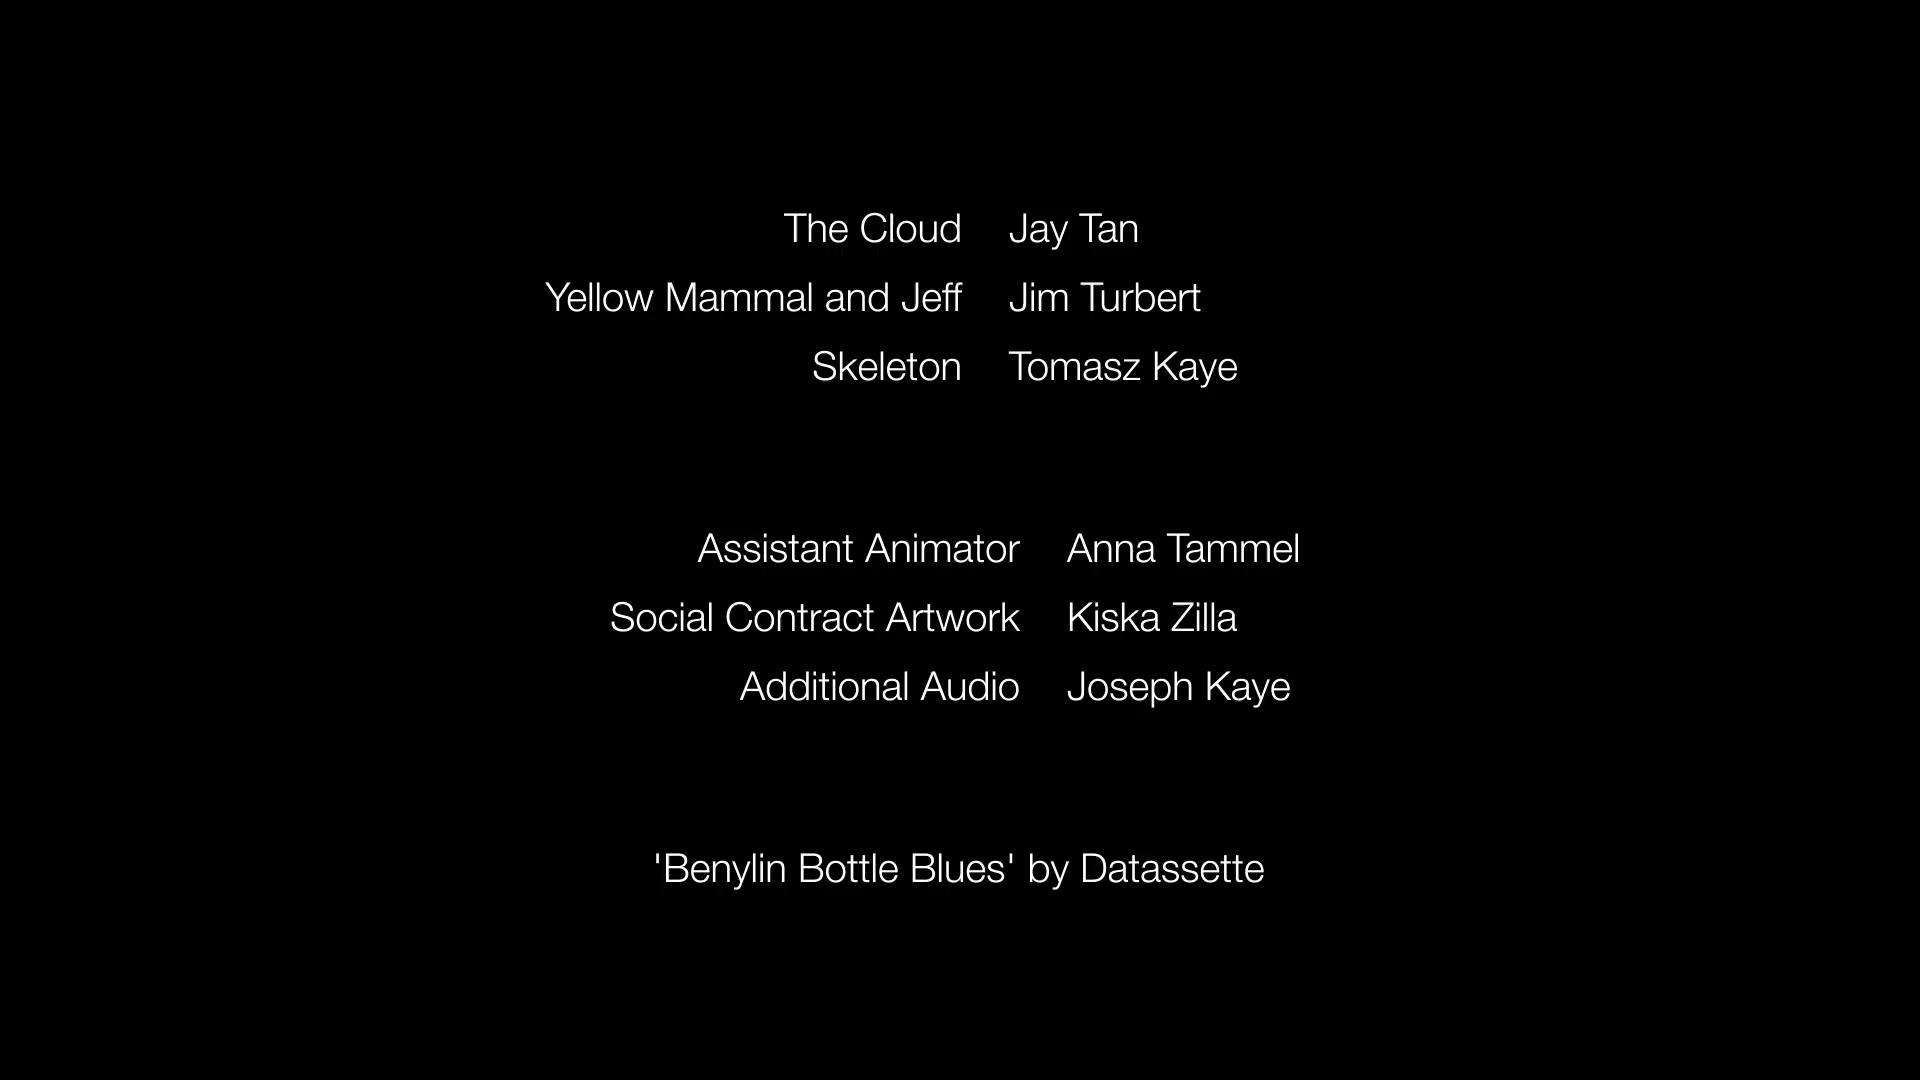 The Cloud Jay Tan
Yellow Mammal and Jeff Jim Turbert
Skeleton Tomasz Kaye
Assistant Animator Anna Tammel
Social Contract Artwork Kiska Zilla
Additional Audio Joseph Kaye
'Benylin Bottle Blues' by Datassette